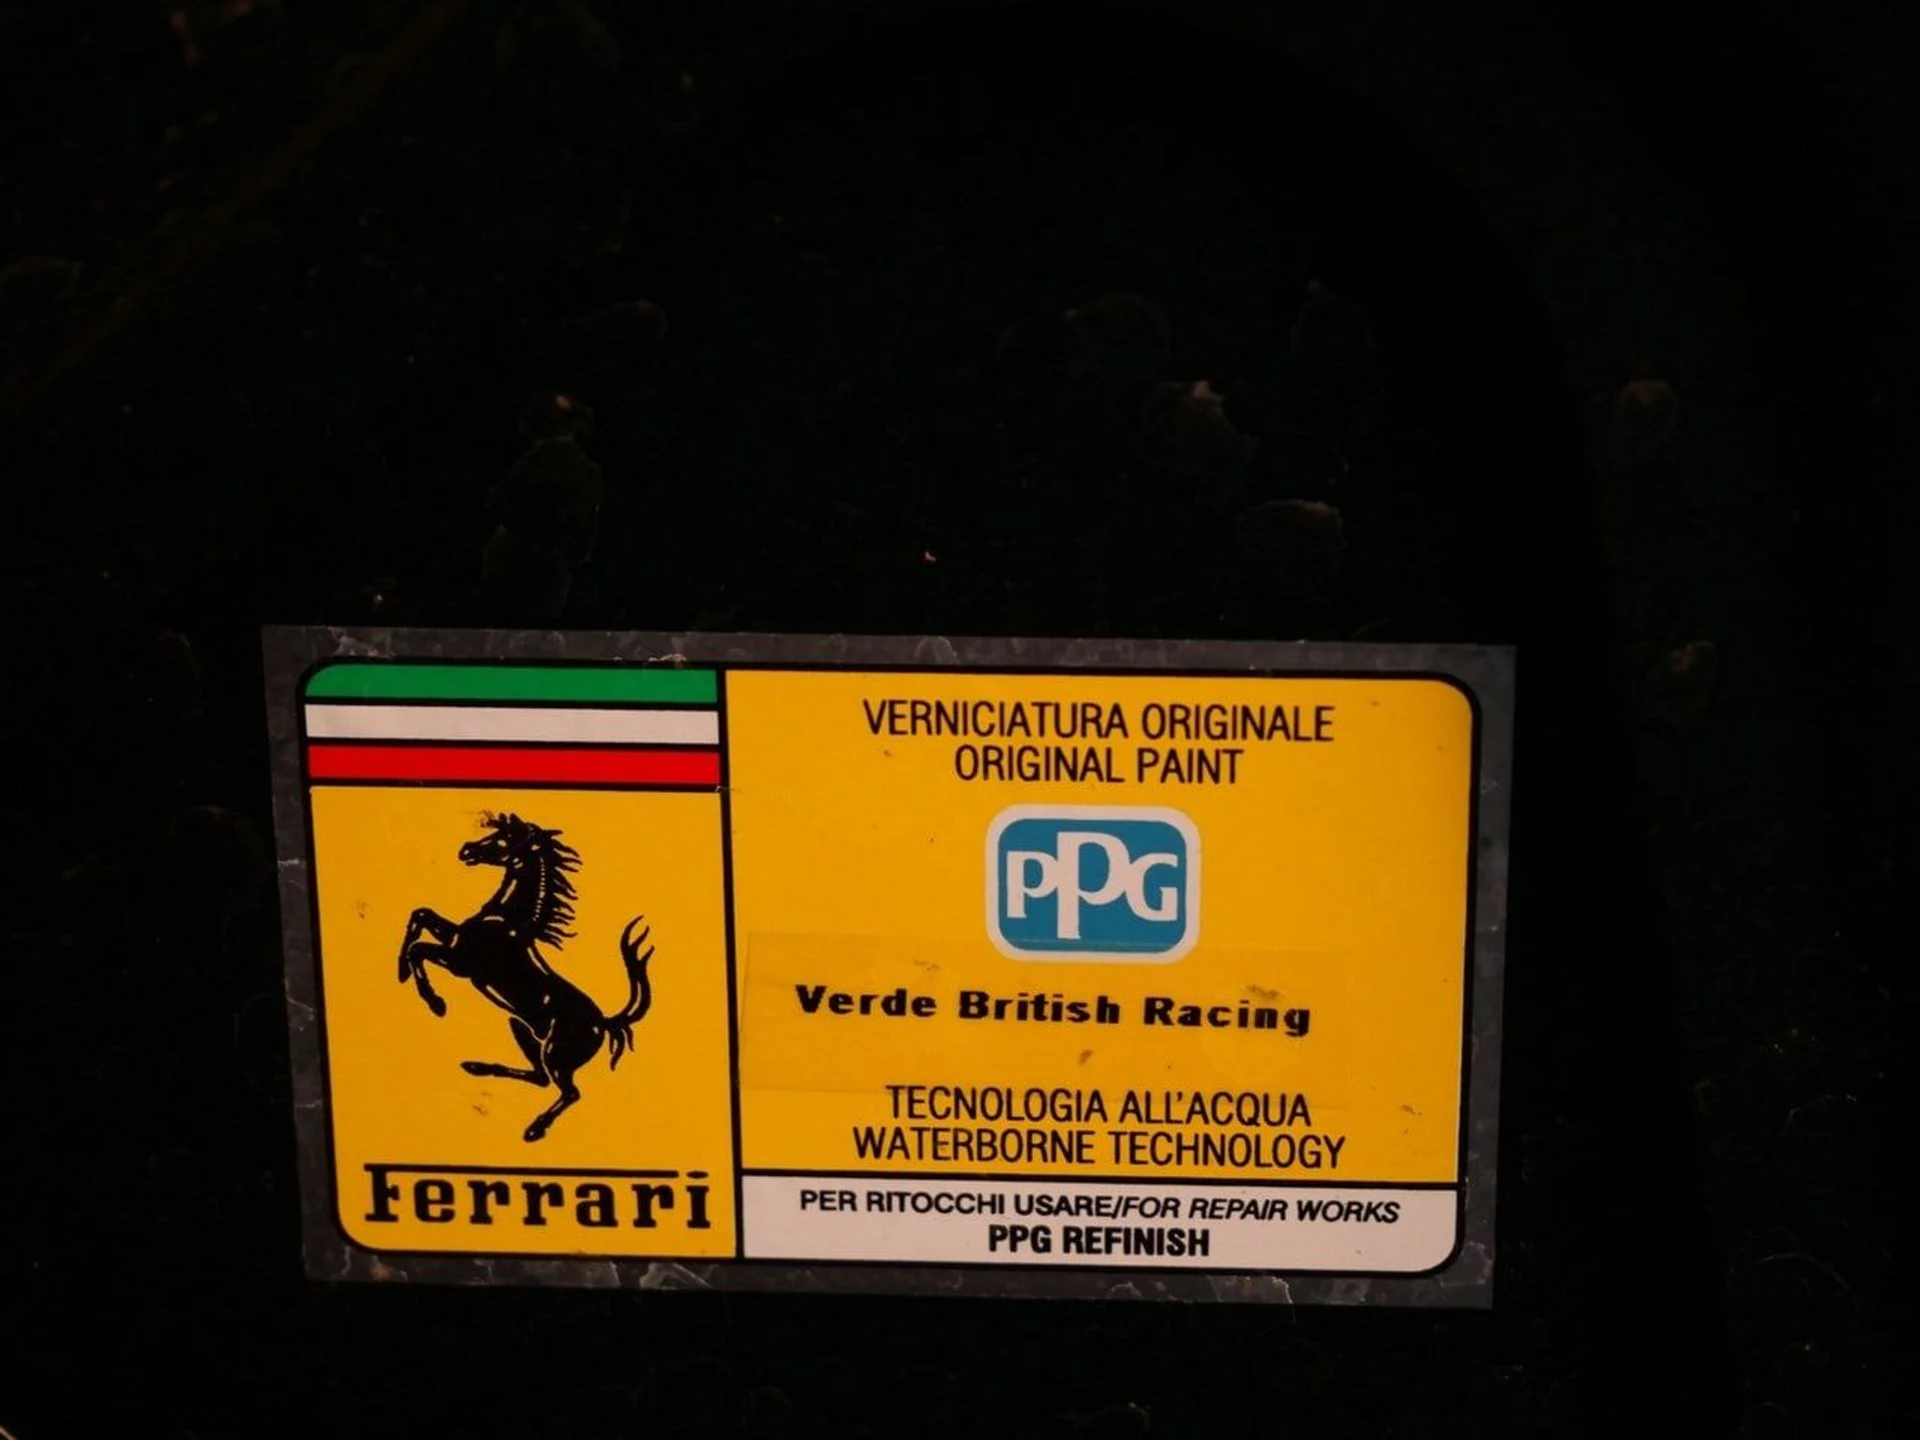 VERNICIATURA ORIGINALE
ORIGINAL PAINT
PPG
Verde British Racing
TECNOLOGIA ALL'ACQUA
WATERBORNE TECHNOLOGY
Ferrari
PER RITOCCHI USARE/FOR REPAIR WORKS
PPG REFINISH